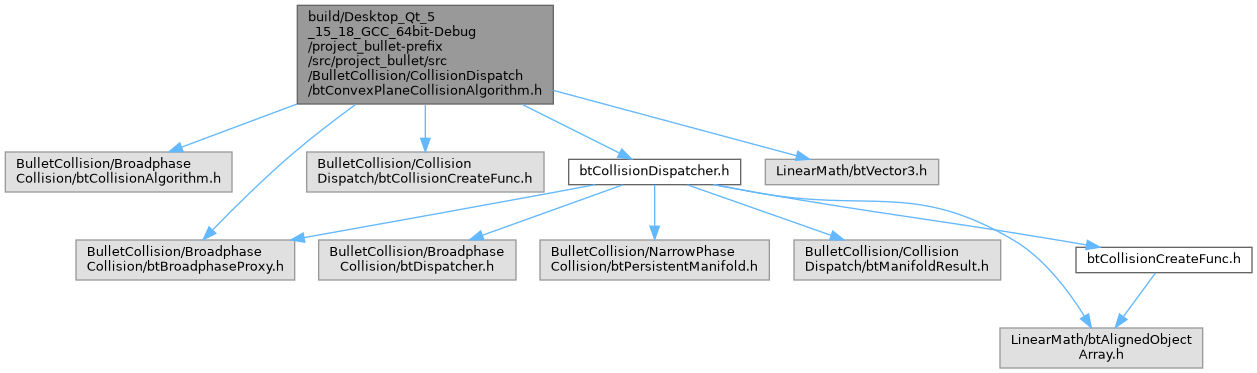 build/Desktop_Qt_5
_15_18_GCC_64bit-Debug
/project_bullet-prefix
/src/project_bullet/src
/BulletCollision/CollisionDispatch
/btConvexPlaneCollisionAlgorithm.h
BulletCollision/Broadphase
Collision/btCollisionAlgorithm.h
BulletCollision/Collision
Dispatch/btCollisionCreateFunc.h
btCollisionDispatcher.h
LinearMath/btVector3.h
BulletCollision/Broadphase
Collision/btBroadphaseProxy.h
BulletCollision/Broadphase
Collision/btDispatcher.h
BulletCollision/NarrowPhase
Collision/btPersistentManifold.h
BulletCollision/Collision
Dispatch/btManifoldResult.h
btCollisionCreateFunc.h
LinearMath/btAlignedObject
Array.h